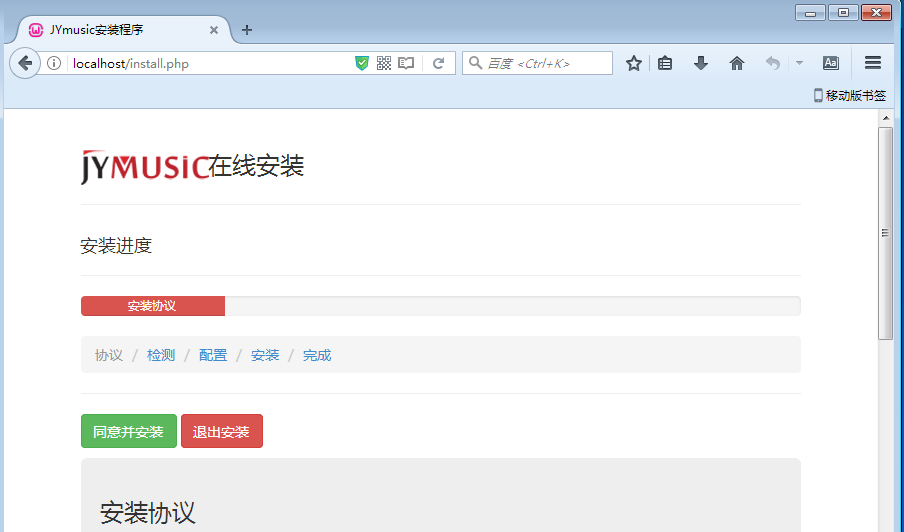 JYmusic安装程序
localhost/install.php
百度 <Ctrl+K>
Aa
移动版书签
JYMUSIC在线安装
安装进度
安装协议
协议 / 检测 / 配置 / 安装 / 完成
同意并安装 退出安装
安装协议